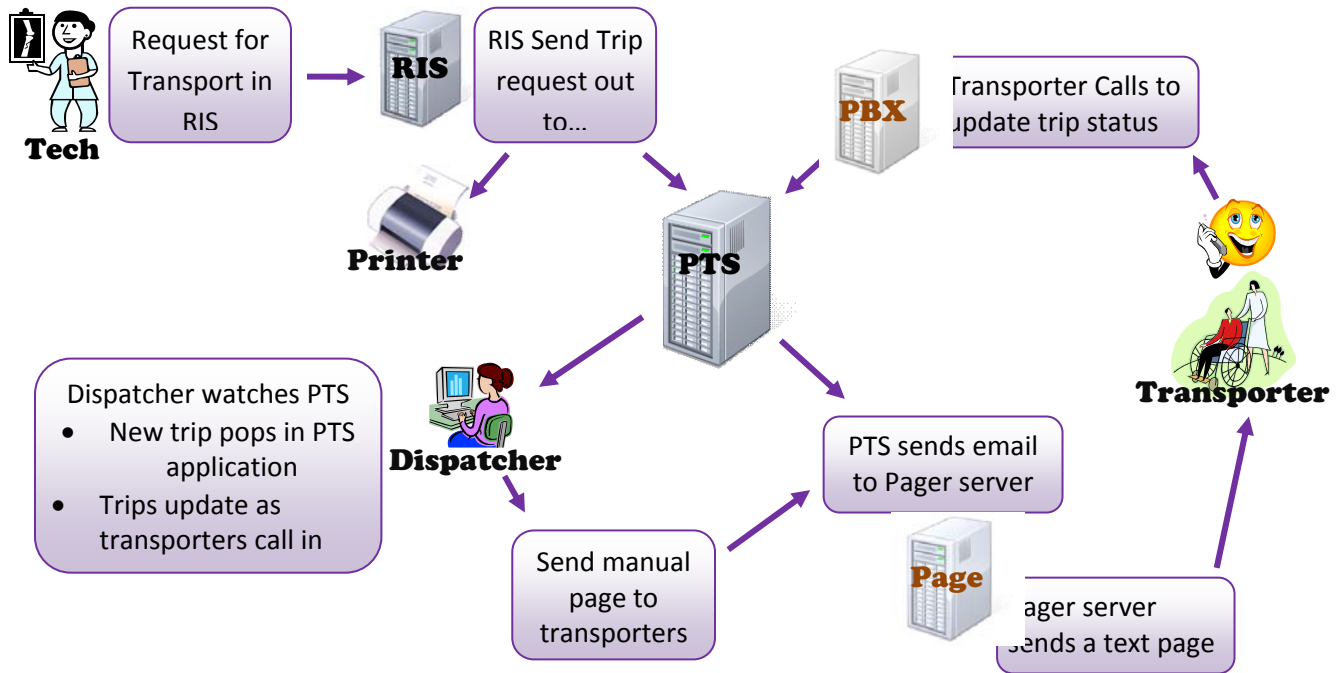 Request for
Transport in
RIS
Tech
RIS
RIS Send Trip
request out
to...
Printer
PBX
Transporter Calls to
update trip status
PTS
Transporter
Dispatcher watches PTS
• New trip pops in PTS
application
• Trips update as
transporters call in
Dispatcher
Send manual
page to
transporters
PTS sends email
to Pager server
Page
ager server
sends a text page